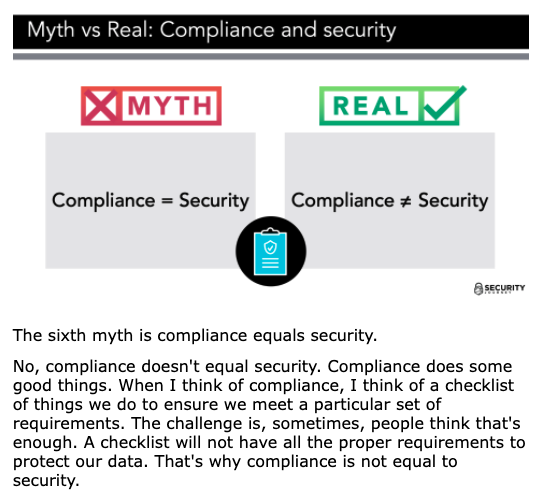 Myth vs Real: Compliance and security
MYTH
REAL
Compliance = Security
Compliance ≠ Security
SECURITY
JOURNEY
The sixth myth is compliance equals security.
No, compliance doesn't equal security. Compliance does some
good things. When I think of compliance, I think of a checklist
of things we do to ensure we meet a particular set of
requirements. The challenge is, sometimes, people think that's
enough. A checklist will not have all the proper requirements to
protect our data. That's why compliance is not equal to
security.